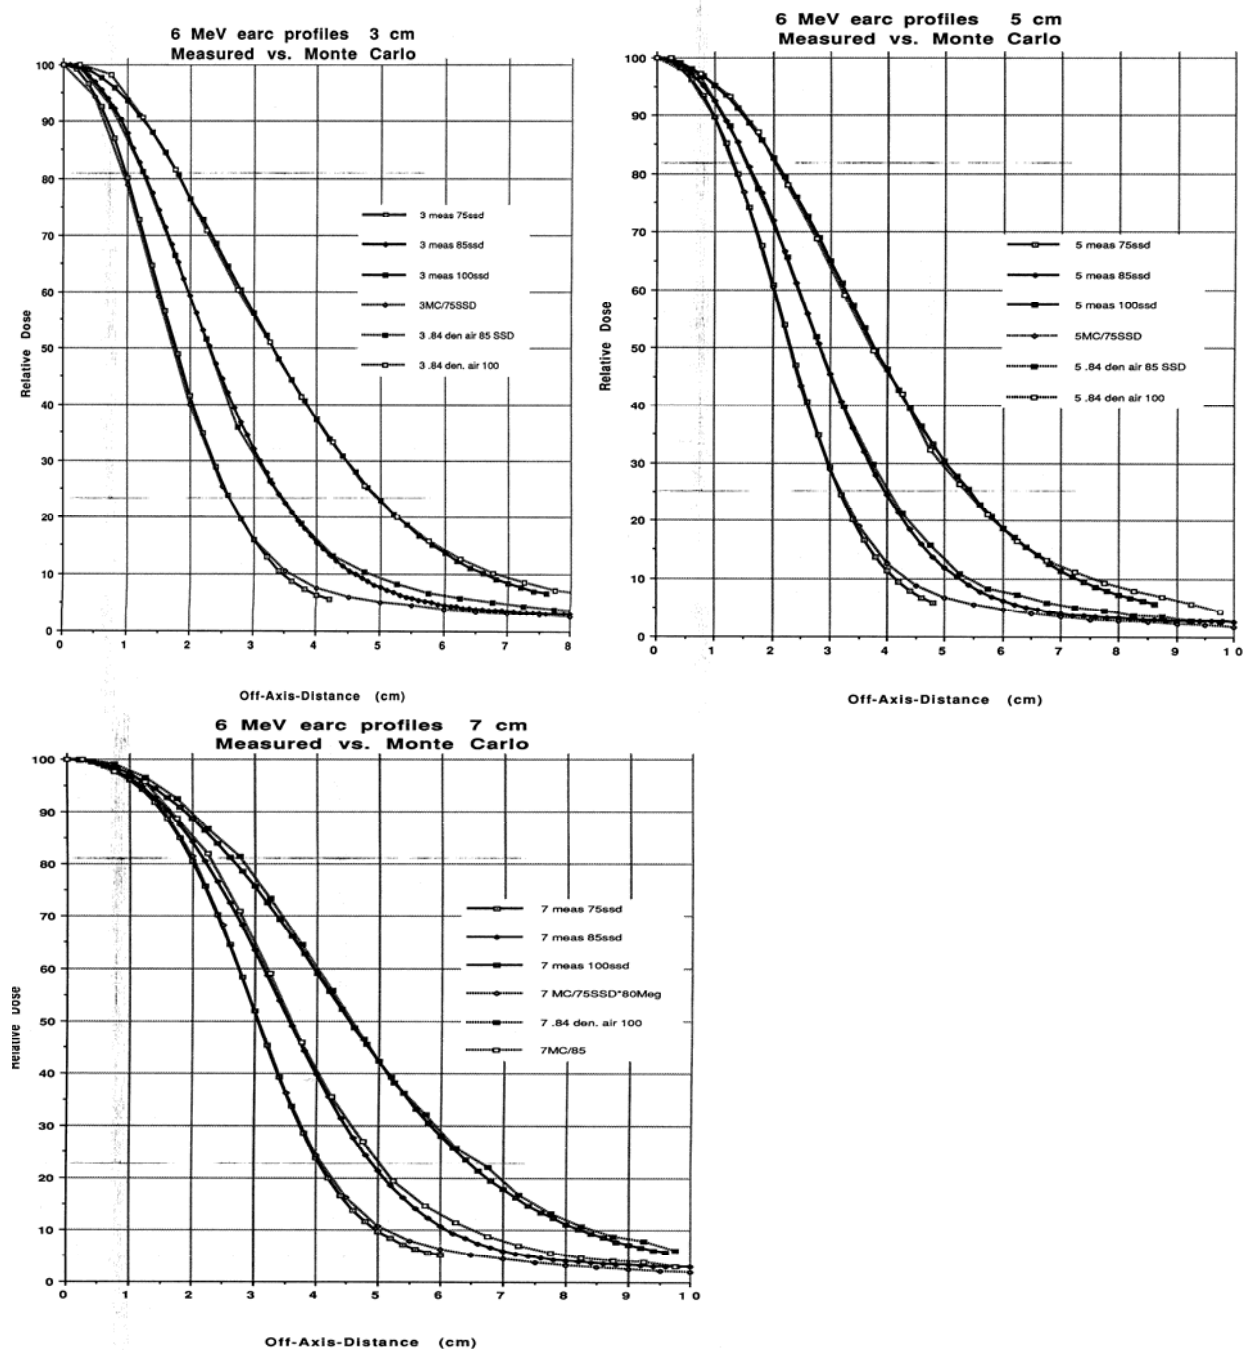 6 MeV earc profiles 3 cm
Measured vs. Monte Carlo
100
90
80
70
60
50
40
30
20
10
0
Relative Dose
3 meas 75ssd
3 meas 85ssd
3 meas 100ssd
3MC/75SSD
3 .84 den air 85 SSD
3 .84 den. air 100
0 1 2 3 4 5 6 7 8
Off-Axis-Distance (cm)
6 MeV earc profiles 5 cm
Measured vs. Monte Carlo
100
90
80
70
60
50
40
30
20
10
0
Relative Dose
5 meas 75ssd
5 meas 85ssd
5 meas 100ssd
5MC/75SSD
5 .84 den air 85 SSD
5 .84 den air 100
0 1 2 3 4 5 6 7 8 9 10
Off-Axis-Distance (cm)
6 MeV earc profiles 7 cm
Measured vs. Monte Carlo
100
90
80
70
60
50
40
30
20
10
0
Relative Dose
7 meas 75ssd
7 meas 85ssd
7 meas 100ssd
7 MC/75SSD*80Meg
7 .84 den. air 100
7MC/85
0 1 2 3 4 5 6 7 8 9 10
Off-Axis-Distance (cm)